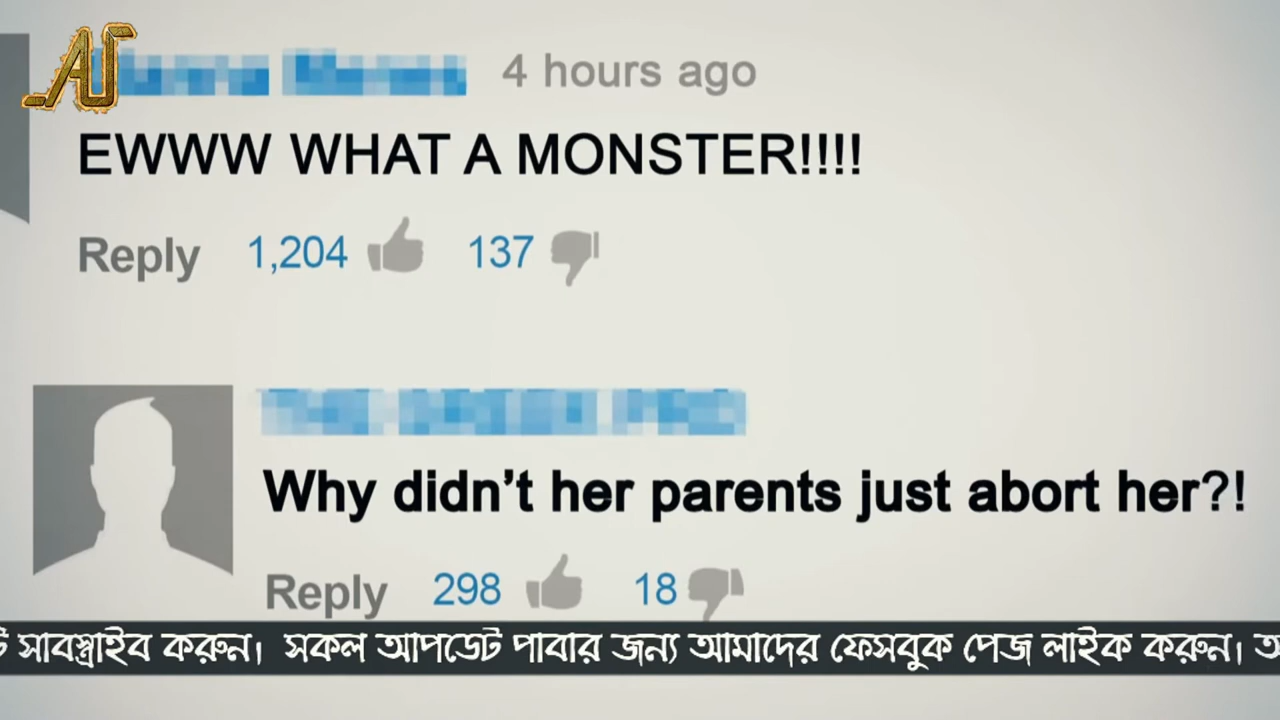 AJ
4 hours ago
EWWW WHAT A MONSTER!!!!
Reply 1,204 137
Why didn't her parents just abort her?!
Reply 298 18
সাবস্ক্রাইব করুন। সকল আপডেট পাবার জন্য আমাদের ফেসবুক পেজ লাইক করুন।